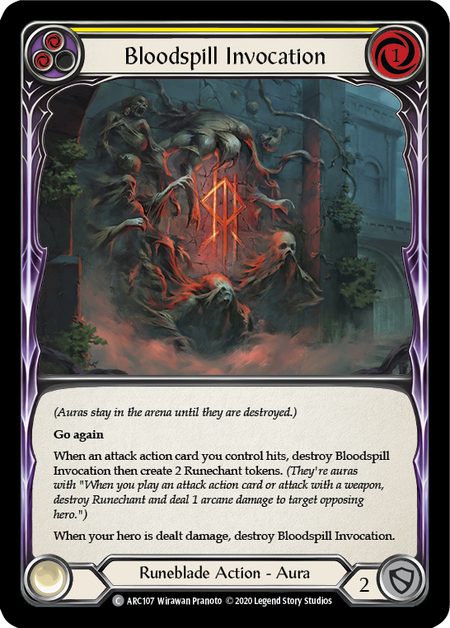 Bloodspill Invocation
1
(Auras stay in the arena until they are destroyed.)
Go again
When an attack action card you control hits, destroy Bloodspill
Invocation then create 2 Runechant tokens. (They're auras
with "When you play an attack action card or attack with a weapon,
destroy Runechant and deal 1 arcane damage to target opposing
hero.")
When your hero is dealt damage, destroy Bloodspill Invocation.
Runeblade Action - Aura
2
C ARC107 Wirawan Pranoto © 2020 Legend Story Studios